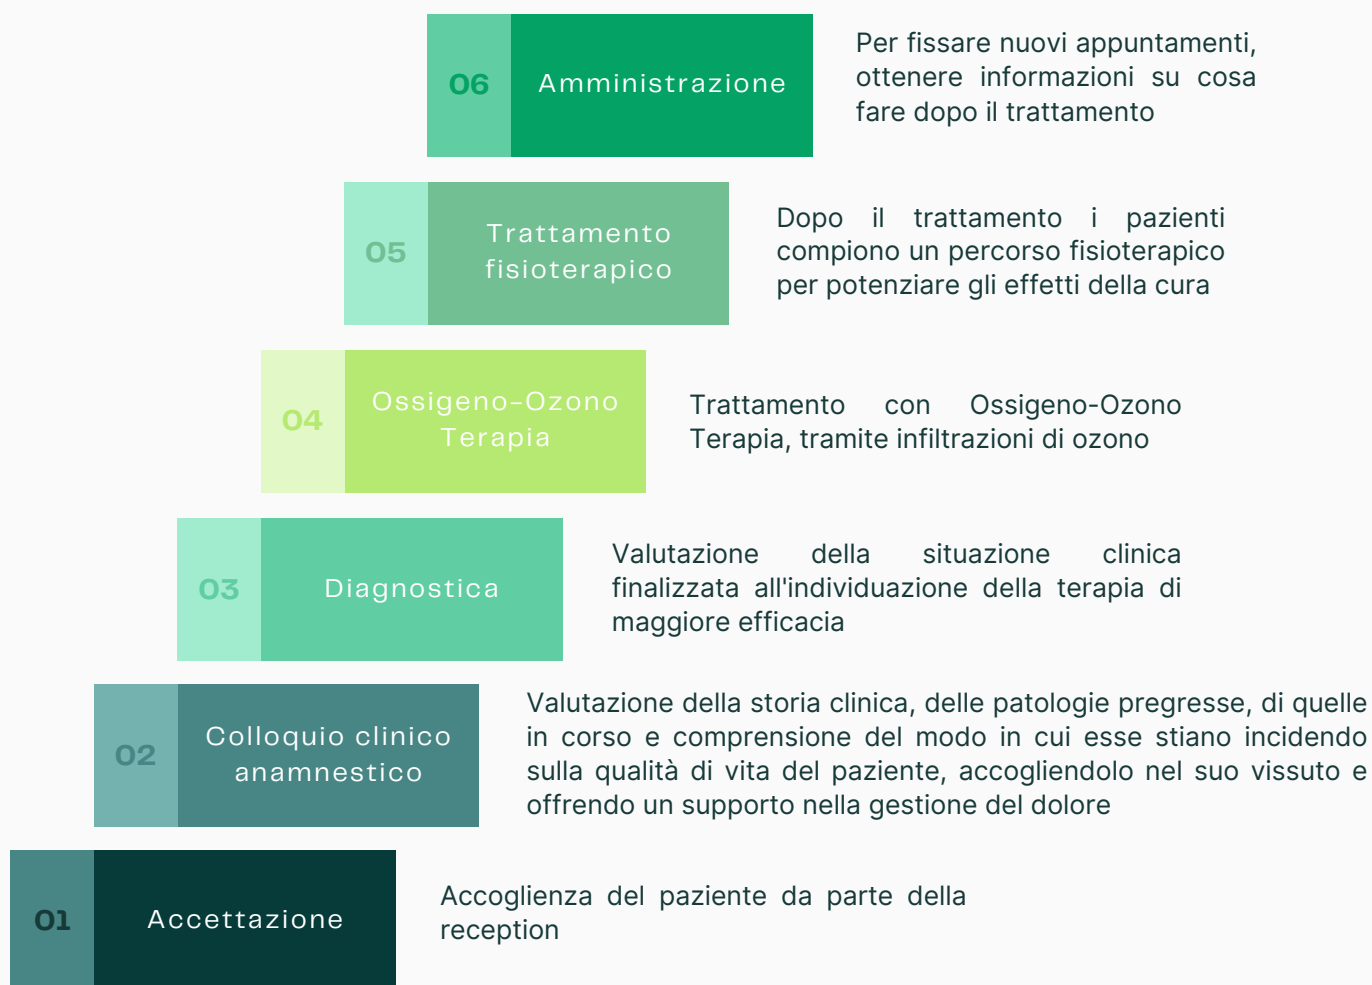 06
Amministrazione
Per fissare nuovi appuntamenti,
ottenere informazioni su cosa
fare dopo il trattamento
05
Trattamento
fisioterapico
Dopo il trattamento i pazienti
compiono un percorso fisioterapico
per potenziare gli effetti della cura
04
Ossigeno-Ozono
Terapia
Trattamento con Ossigeno-Ozono
Terapia, tramite infiltrazioni di ozono
03
Diagnostica
Valutazione della situazione clinica
finalizzata all'individuazione della terapia di
maggiore efficacia
02
Colloquio clinico
anamnestico
Valutazione della storia clinica, delle patologie pregresse, di quelle
in corso e comprensione del modo in cui esse stiano incidendo
sulla qualità di vita del paziente, accogliendolo nel suo vissuto e
offrendo un supporto nella gestione del dolore
01
Accettazione
Accoglienza del paziente da parte della
reception